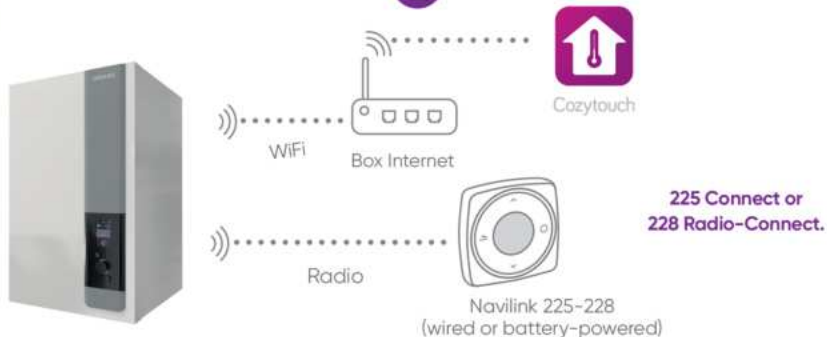 Cozytouch
WiFi
Box Internet
225 Connect or
228 Radio-Connect.
Radio
Navilink 225-228
(wired or battery-powered)